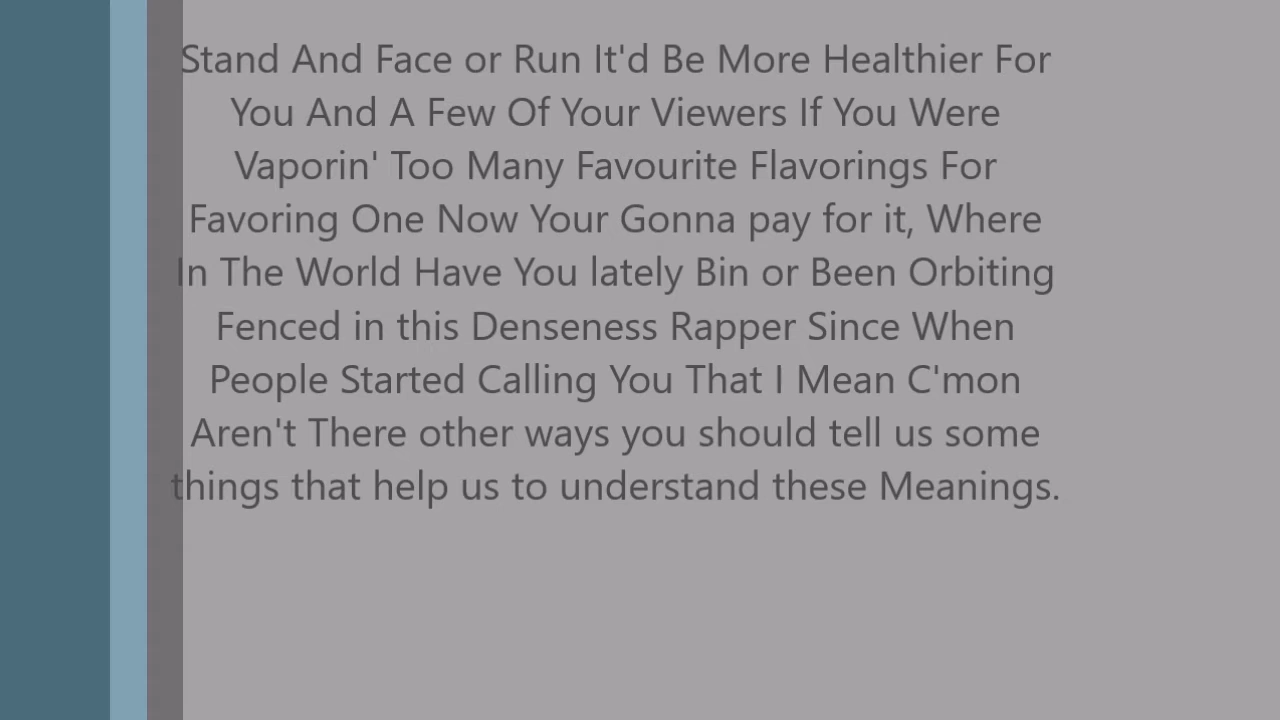 Stand And Face or Run It'd Be More Healthier For
You And A Few Of Your Viewers If You Were
Vaporin' Too Many Favourite Flavorings For
Favoring One Now Your Gonna pay for it, Where
In The World Have You lately Bin or Been Orbiting
Fenced in this Denseness Rapper Since When
People Started Calling You That I Mean C'mon
Aren't There other ways you should tell us some
things that help us to understand these Meanings.